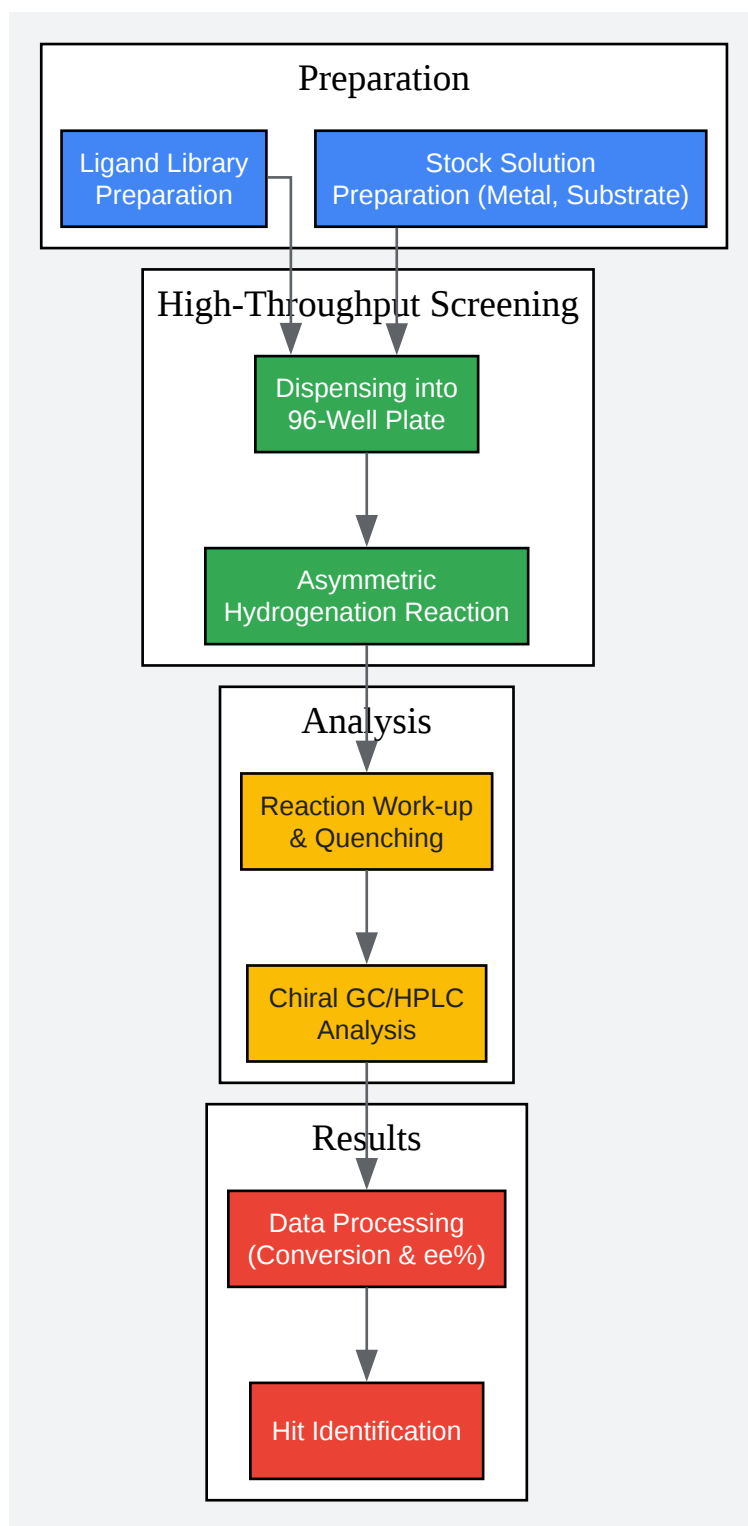 Preparation
Ligand Library
Preparation
Stock Solution
Preparation (Metal, Substrate)
High-Throughput Screening
Dispensing into
96-Well Plate
Asymmetric
Hydrogenation Reaction
Analysis
Reaction Work-up
& Quenching
Chiral GC/HPLC
Analysis
Results
Data Processing
(Conversion & ee%)
Hit Identification